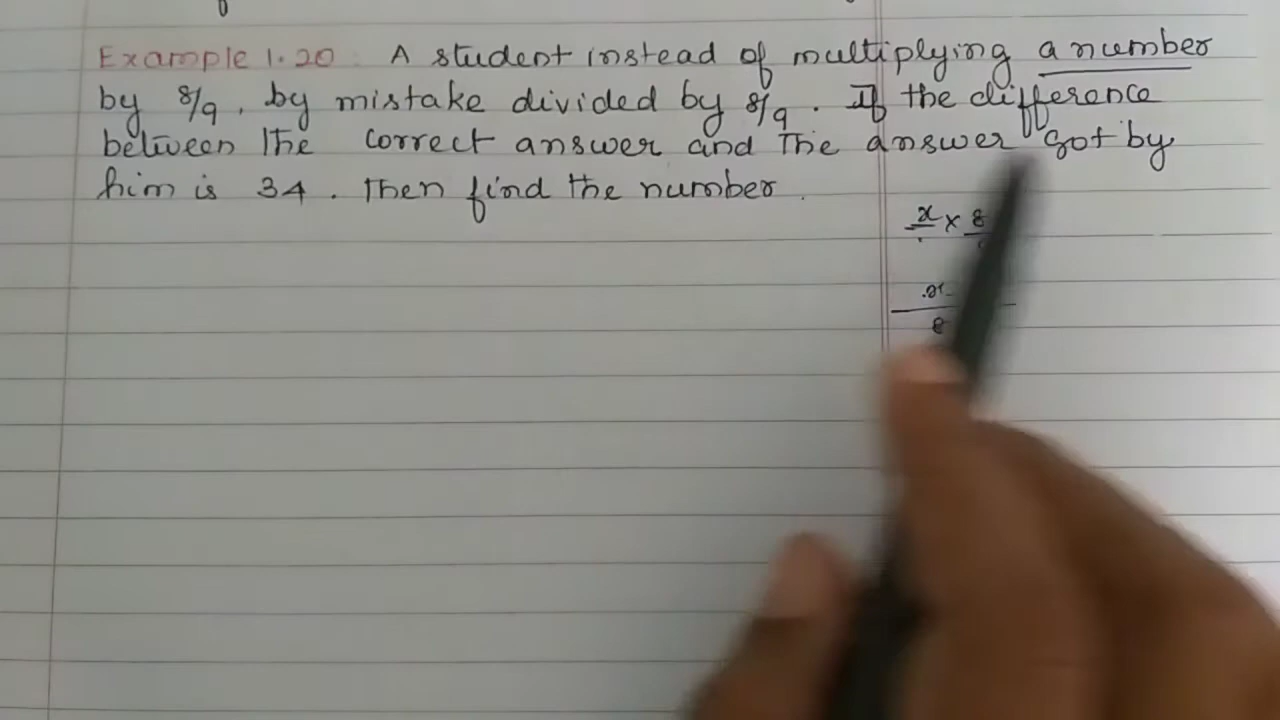 Example 1.20 A student instead of multiplying a number
by 8/9, by mistake divided by 8/9. If the difference
between the correct answer and the answer got by
him is 34. Then find the number.
x × 8
x
8